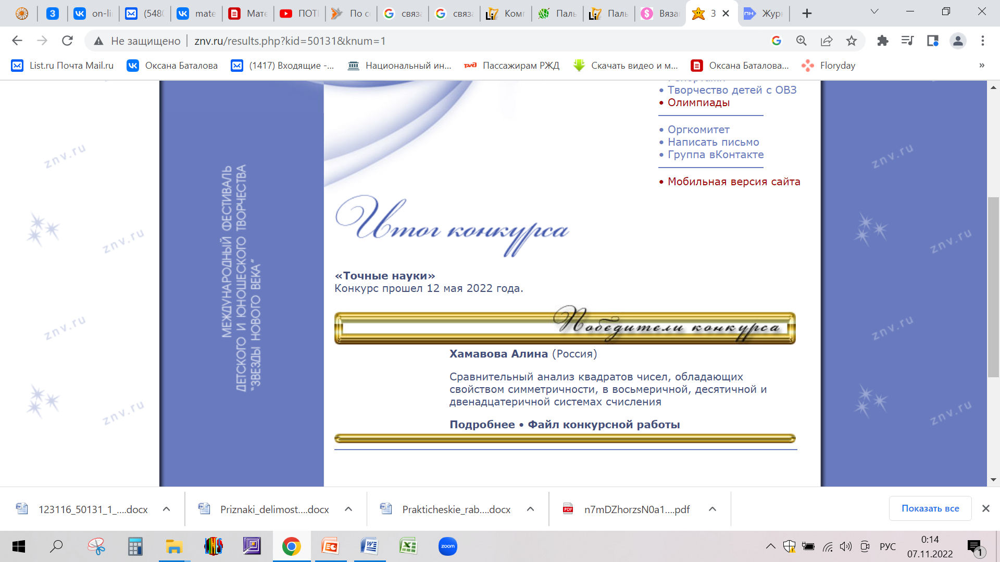 on-li
(548
mate
Мате
ПОТ
По с
связ
связ
Комп
Паль
Паль
Вяза
З
Жур
Не защищено
znv.ru/results.php?kid=50131&knum=1
List.ru Почта Mail.ru
Оксана Баталова
(1417) Входящие -...
Национальный ин...
Пассажирам РЖД
Скачать видео и м...
Оксана Баталова...
Floryday
»
• Творчество детей с ОВЗ
• Олимпиады
• Оргкомитет
• Написать письмо
• Группа вКонтакте
• Мобильная версия сайта
МЕЖДУНАРОДНЫЙ ФЕСТИВАЛЬ
ДЕТСКОГО И ЮНОШЕСКОГО ТВОРЧЕСТВА
"ЗВЕЗДЫ НОВОГО ВЕКА"
znv.ru
znv.ru
znv.ru
znv.ru
znv.ru
znv.ru
znv.ru
znv.ru
Итог конкурса
«Точные науки»
Конкурс прошел 12 мая 2022 года.
Победители конкурса
Хамавова Алина (Россия)
Сравнительный анализ квадратов чисел, обладающих
свойством симметричности, в восьмеричной, десятичной и
двенадцатеричной системах счисления
Подробнее • Файл конкурсной работы
123116_50131_1_....docx
Priznaki_delimost....docx
Prakticheskie_rab....docx
n7mDZhorzsN0a1....pdf
Показать все
LINES
zoom
РУС
0:14
07.11.2022
1